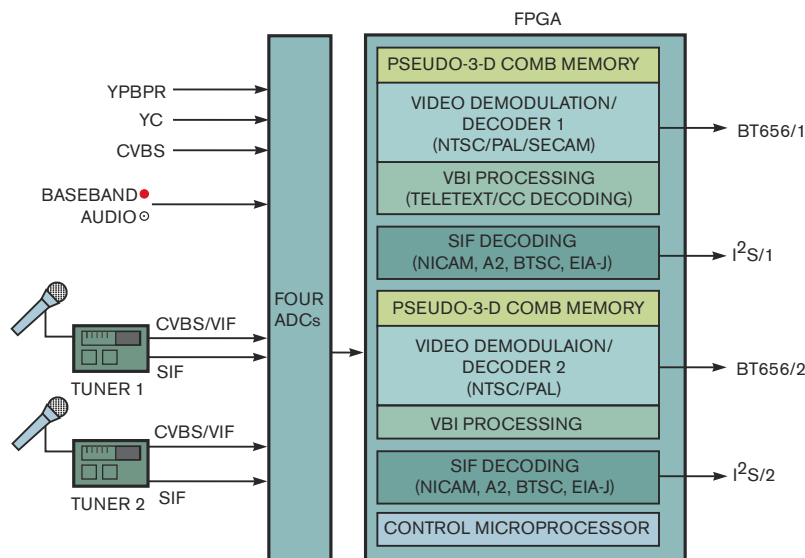 FPGA
YPBPR
YC
CVBS
BASEBAND
AUDIO
CVBS/VIF
SIF
TUNER 1
CVBS/VIF
SIF
TUNER 2
FOUR
ADCs
PSEUDO-3-D COMB MEMORY
VIDEO DEMODULATION/
DECODER 1
(NTSC/PAL/SECAM)
VBI PROCESSING
(TELETEXT/CC DECODING)
SIF DECODING
(NICAM, A2, BTSC, EIA-J)
PSEUDO-3-D COMB MEMORY
VIDEO DEMODULAION/
DECODER 2
(NTSC/PAL)
VBI PROCESSING
SIF DECODING
(NICAM, A2, BTSC, EIA-J)
CONTROL MICROPROCESSOR
BT656/1
I²S/1
BT656/2
I²S/2